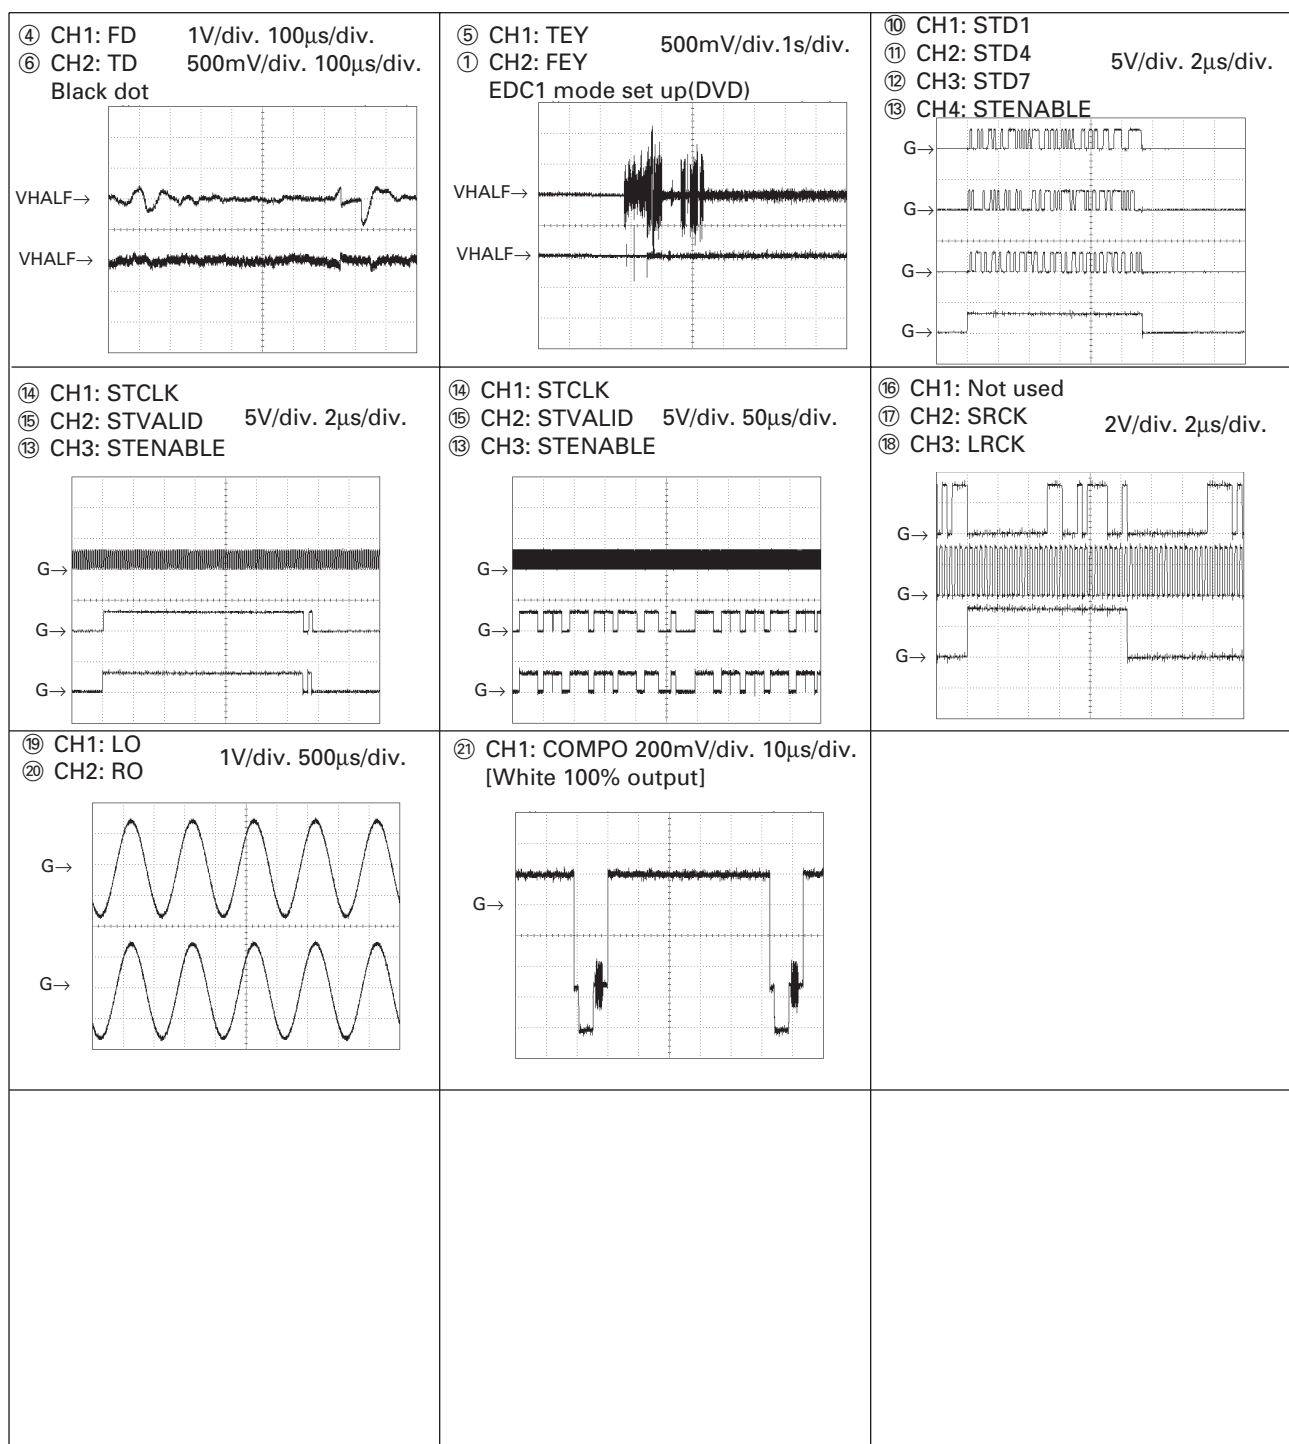 ④ CH1: FD 1V/div. 100µs/div.
⑥ CH2: TD 500mV/div. 100µs/div.
Black dot
VHALF→
VHALF→
⑤ CH1: TEY 500mV/div.1s/div.
① CH2: FEY
EDC1 mode set up(DVD)
VHALF→
VHALF→
⑩ CH1: STD1
⑪ CH2: STD4 5V/div. 2µs/div.
⑫ CH3: STD7
⑬ CH4: STENABLE
G→
G→
G→
G→
⑭ CH1: STCLK
⑮ CH2: STVALID 5V/div. 2µs/div.
⑬ CH3: STENABLE
G→
G→
G→
⑭ CH1: STCLK
⑮ CH2: STVALID 5V/div. 50µs/div.
⑬ CH3: STENABLE
G→
G→
G→
⑯ CH1: Not used
⑰ CH2: SRCK 2V/div. 2µs/div.
⑱ CH3: LRCK
G→
G→
G→
⑲ CH1: LO 1V/div. 500µs/div.
⑳ CH2: RO
G→
G→
㉑ CH1: COMPO 200mV/div. 10µs/div.
[White 100% output]
G→